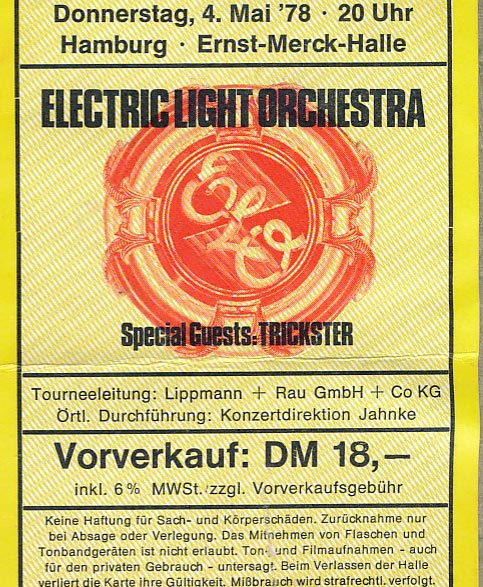 Donnerstag, 4. Mai '78 · 20 Uhr
Hamburg · Ernst-Merck-Halle
ELECTRIC LIGHT ORCHESTRA
ELO
Special Guests: TRICKSTER
Tourneeleitung: Lippmann + Rau GmbH + Co KG
Örtl. Durchführung: Konzertdirektion Jahnke
Vorverkauf: DM 18,—
inkl. 6% MWSt./zzgl. Vorverkaufsgebühr
Keine Haftung für Sach- und Körperschäden. Zurücknahme nur
bei Absage oder Verlegung. Das Mitnehmen von Flaschen und
Tonbandgeräten ist nicht erlaubt. Ton- und Filmaufnahmen - auch
für den privaten Gebrauch - untersagt. Beim Verlassen der Halle
verliert die Karte ihre Gültigkeit. Mißbrauch wird strafrechtl. verfolgt.